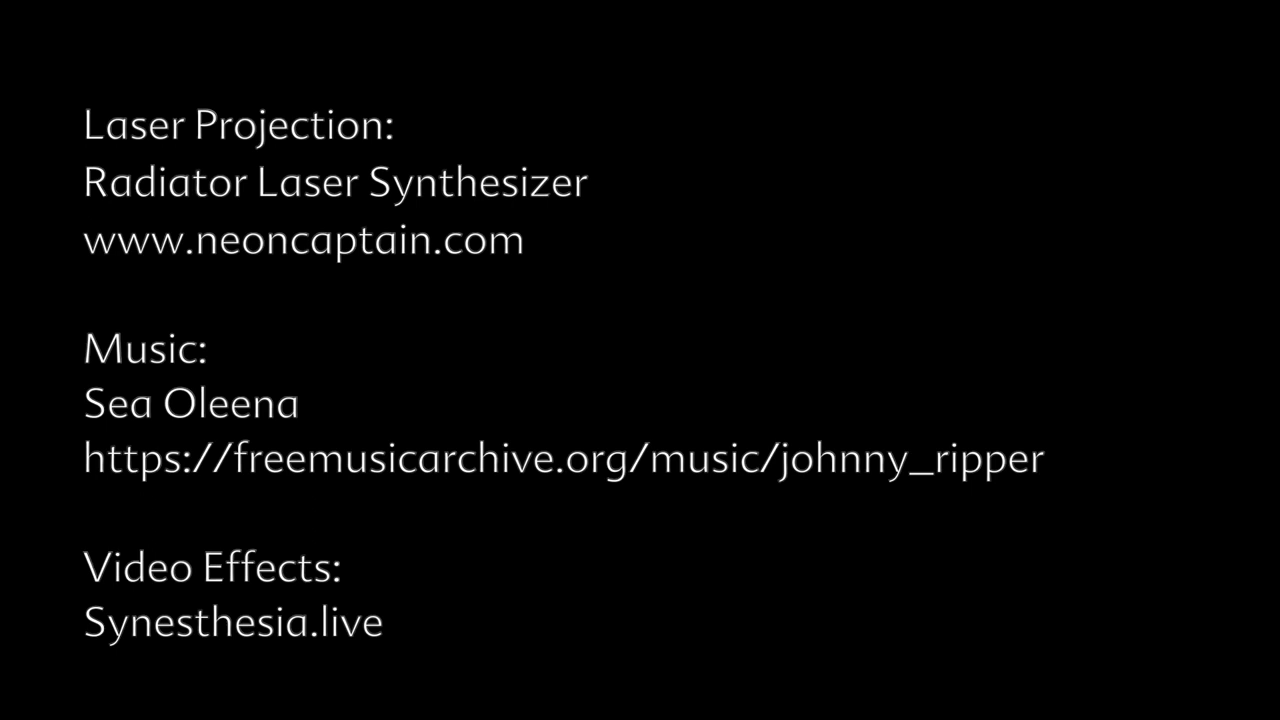 Laser Projection:
Radiator Laser Synthesizer
www.neoncaptain.com
Music:
Sea Oleena
https://freemusicarchive.org/music/johnny_ripper
Video Effects:
Synesthesia.live